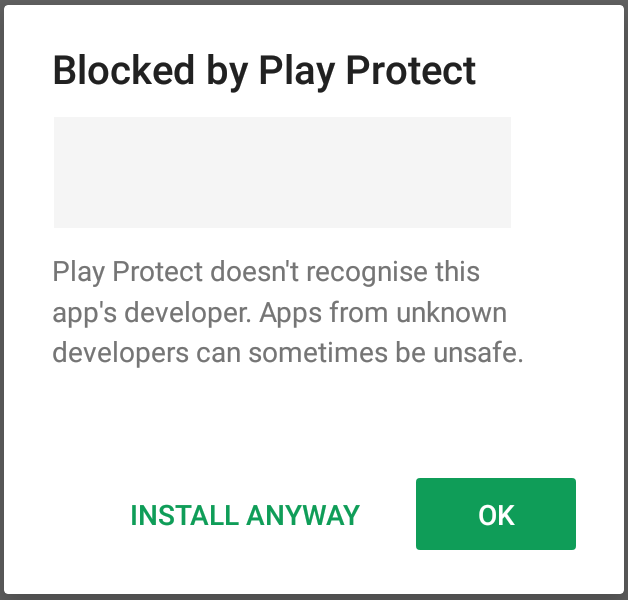 Blocked by Play Protect
Play Protect doesn't recognise this
app's developer. Apps from unknown
developers can sometimes be unsafe.
INSTALL ANYWAY
OK